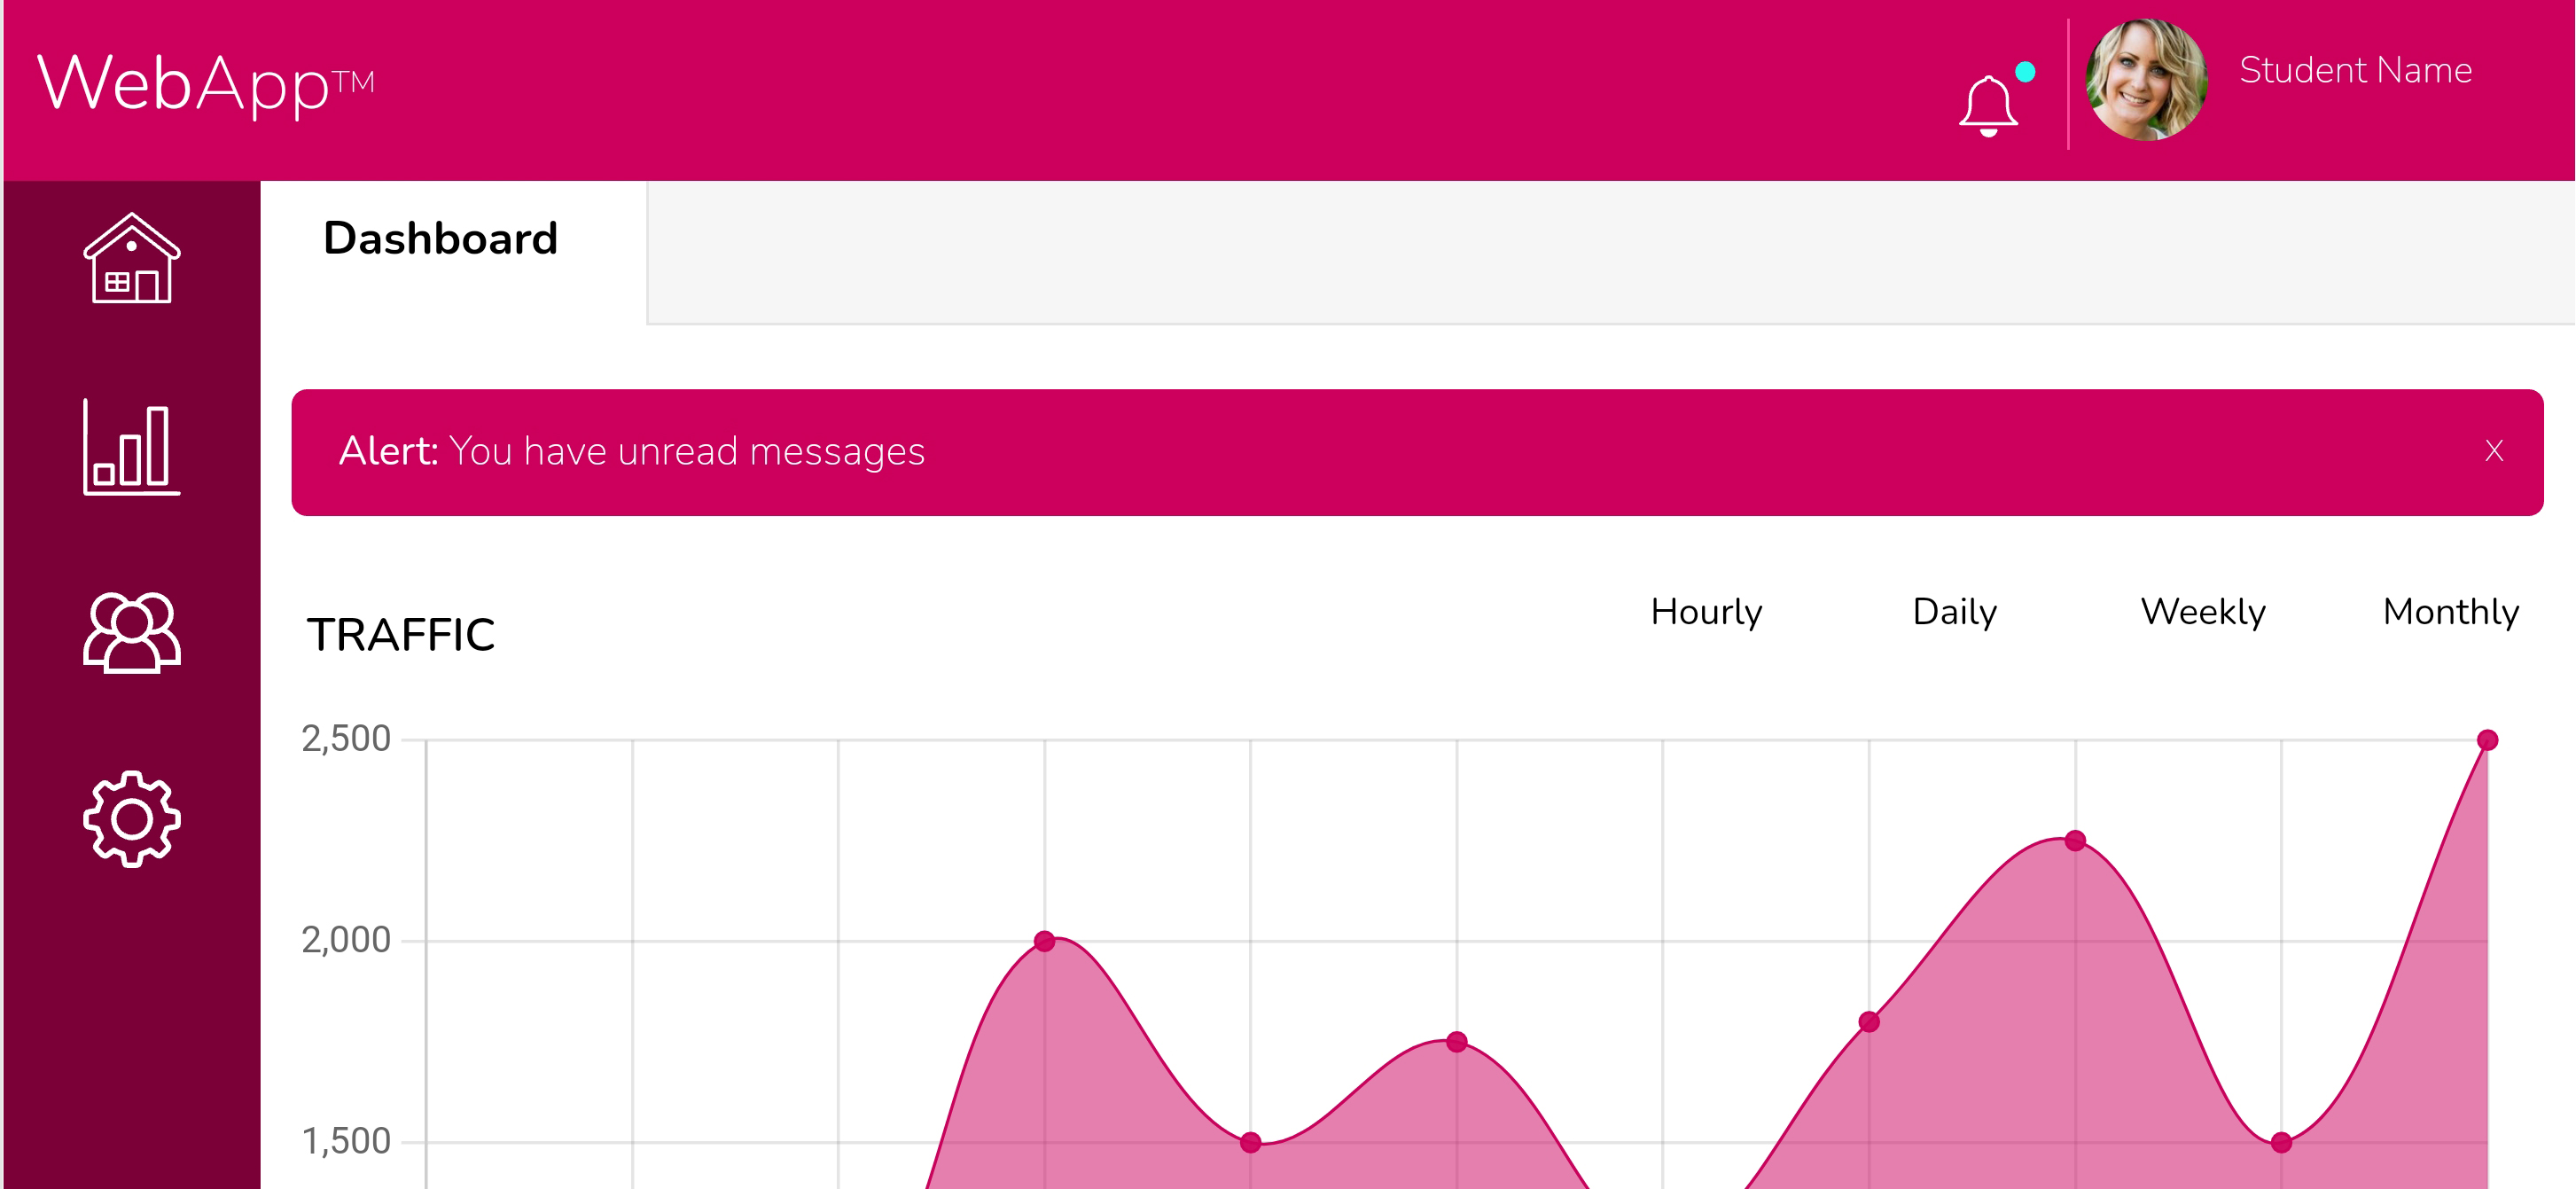 WebApp™
Student Name
Dashboard
Alert: You have unread messages
X
TRAFFIC
Hourly Daily Weekly Monthly
2,500
2,000
1,500